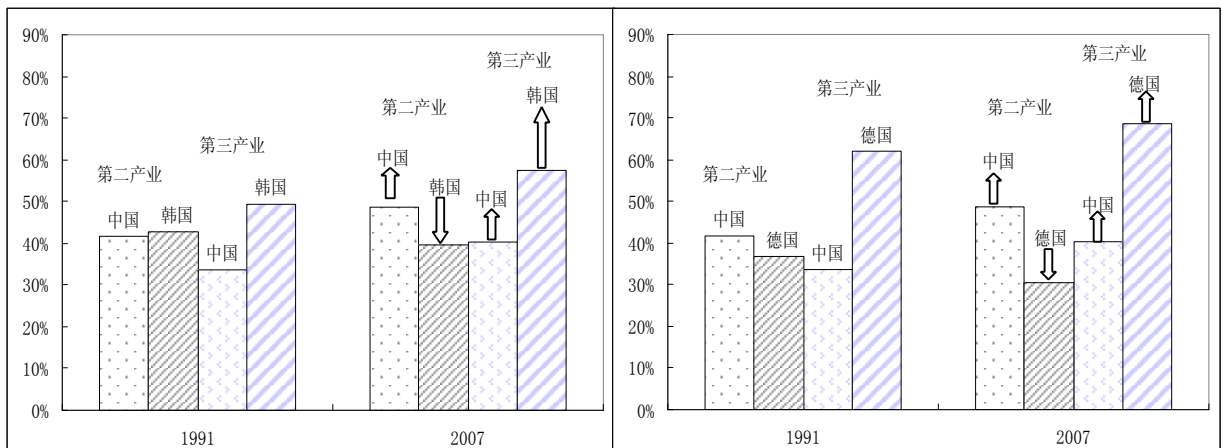 90%
80%
70%
60%
50%
40%
30%
20%
10%
0%
第三产业
韩国
第二产业
中国
第三产业
韩国
中国
第二产业
韩国
中国
韩国
中国
1991
2007
90%
80%
70%
60%
50%
40%
30%
20%
10%
0%
第三产业
德国
第三产业
第二产业
德国
中国
第二产业
中国
中国
德国
德国
中国
1991
2007